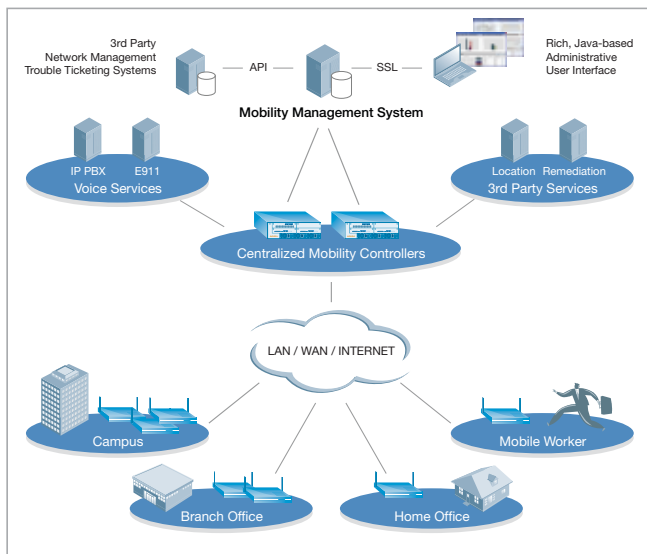 3rd Party
Network Management
Trouble Ticketing Systems
API
SSL
Rich, Java-based
Administrative
User Interface
Mobility Management System
IP PBX
E911
Voice Services
Location
Remediation
3rd Party Services
Centralized Mobility Controllers
LAN / WAN / INTERNET
Campus
Mobile Worker
Branch Office
Home Office